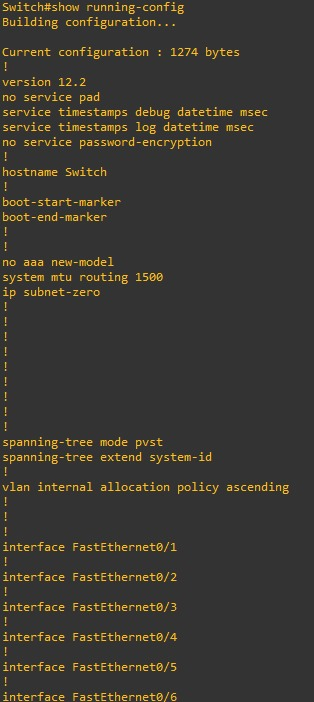 Switch#show running-config
Building configuration...
Current configuration : 1274 bytes
!
version 12.2
no service pad
service timestamps debug datetime msec
service timestamps log datetime msec
no service password-encryption
!
hostname Switch
!
boot-start-marker
boot-end-marker
!
!
no aaa new-model
system mtu routing 1500
ip subnet-zero
!
!
!
!
!
!
!
!
!
spanning-tree mode pvst
spanning-tree extend system-id
!
vlan internal allocation policy ascending
!
!
!
interface FastEthernet0/1
!
interface FastEthernet0/2
!
interface FastEthernet0/3
!
interface FastEthernet0/4
!
interface FastEthernet0/5
!
interface FastEthernet0/6